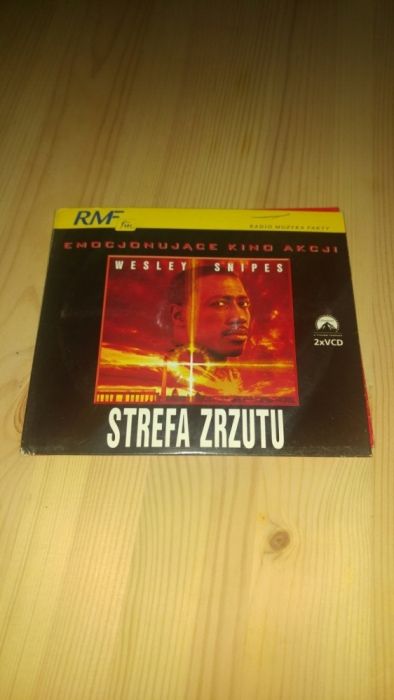 RMF
fm
RADIO MUZYKA FAKTY
EMOCJONUJĄCE KINO AKCJI
WESLEY SNIPES
2xVCD
STREFA ZRZUTU